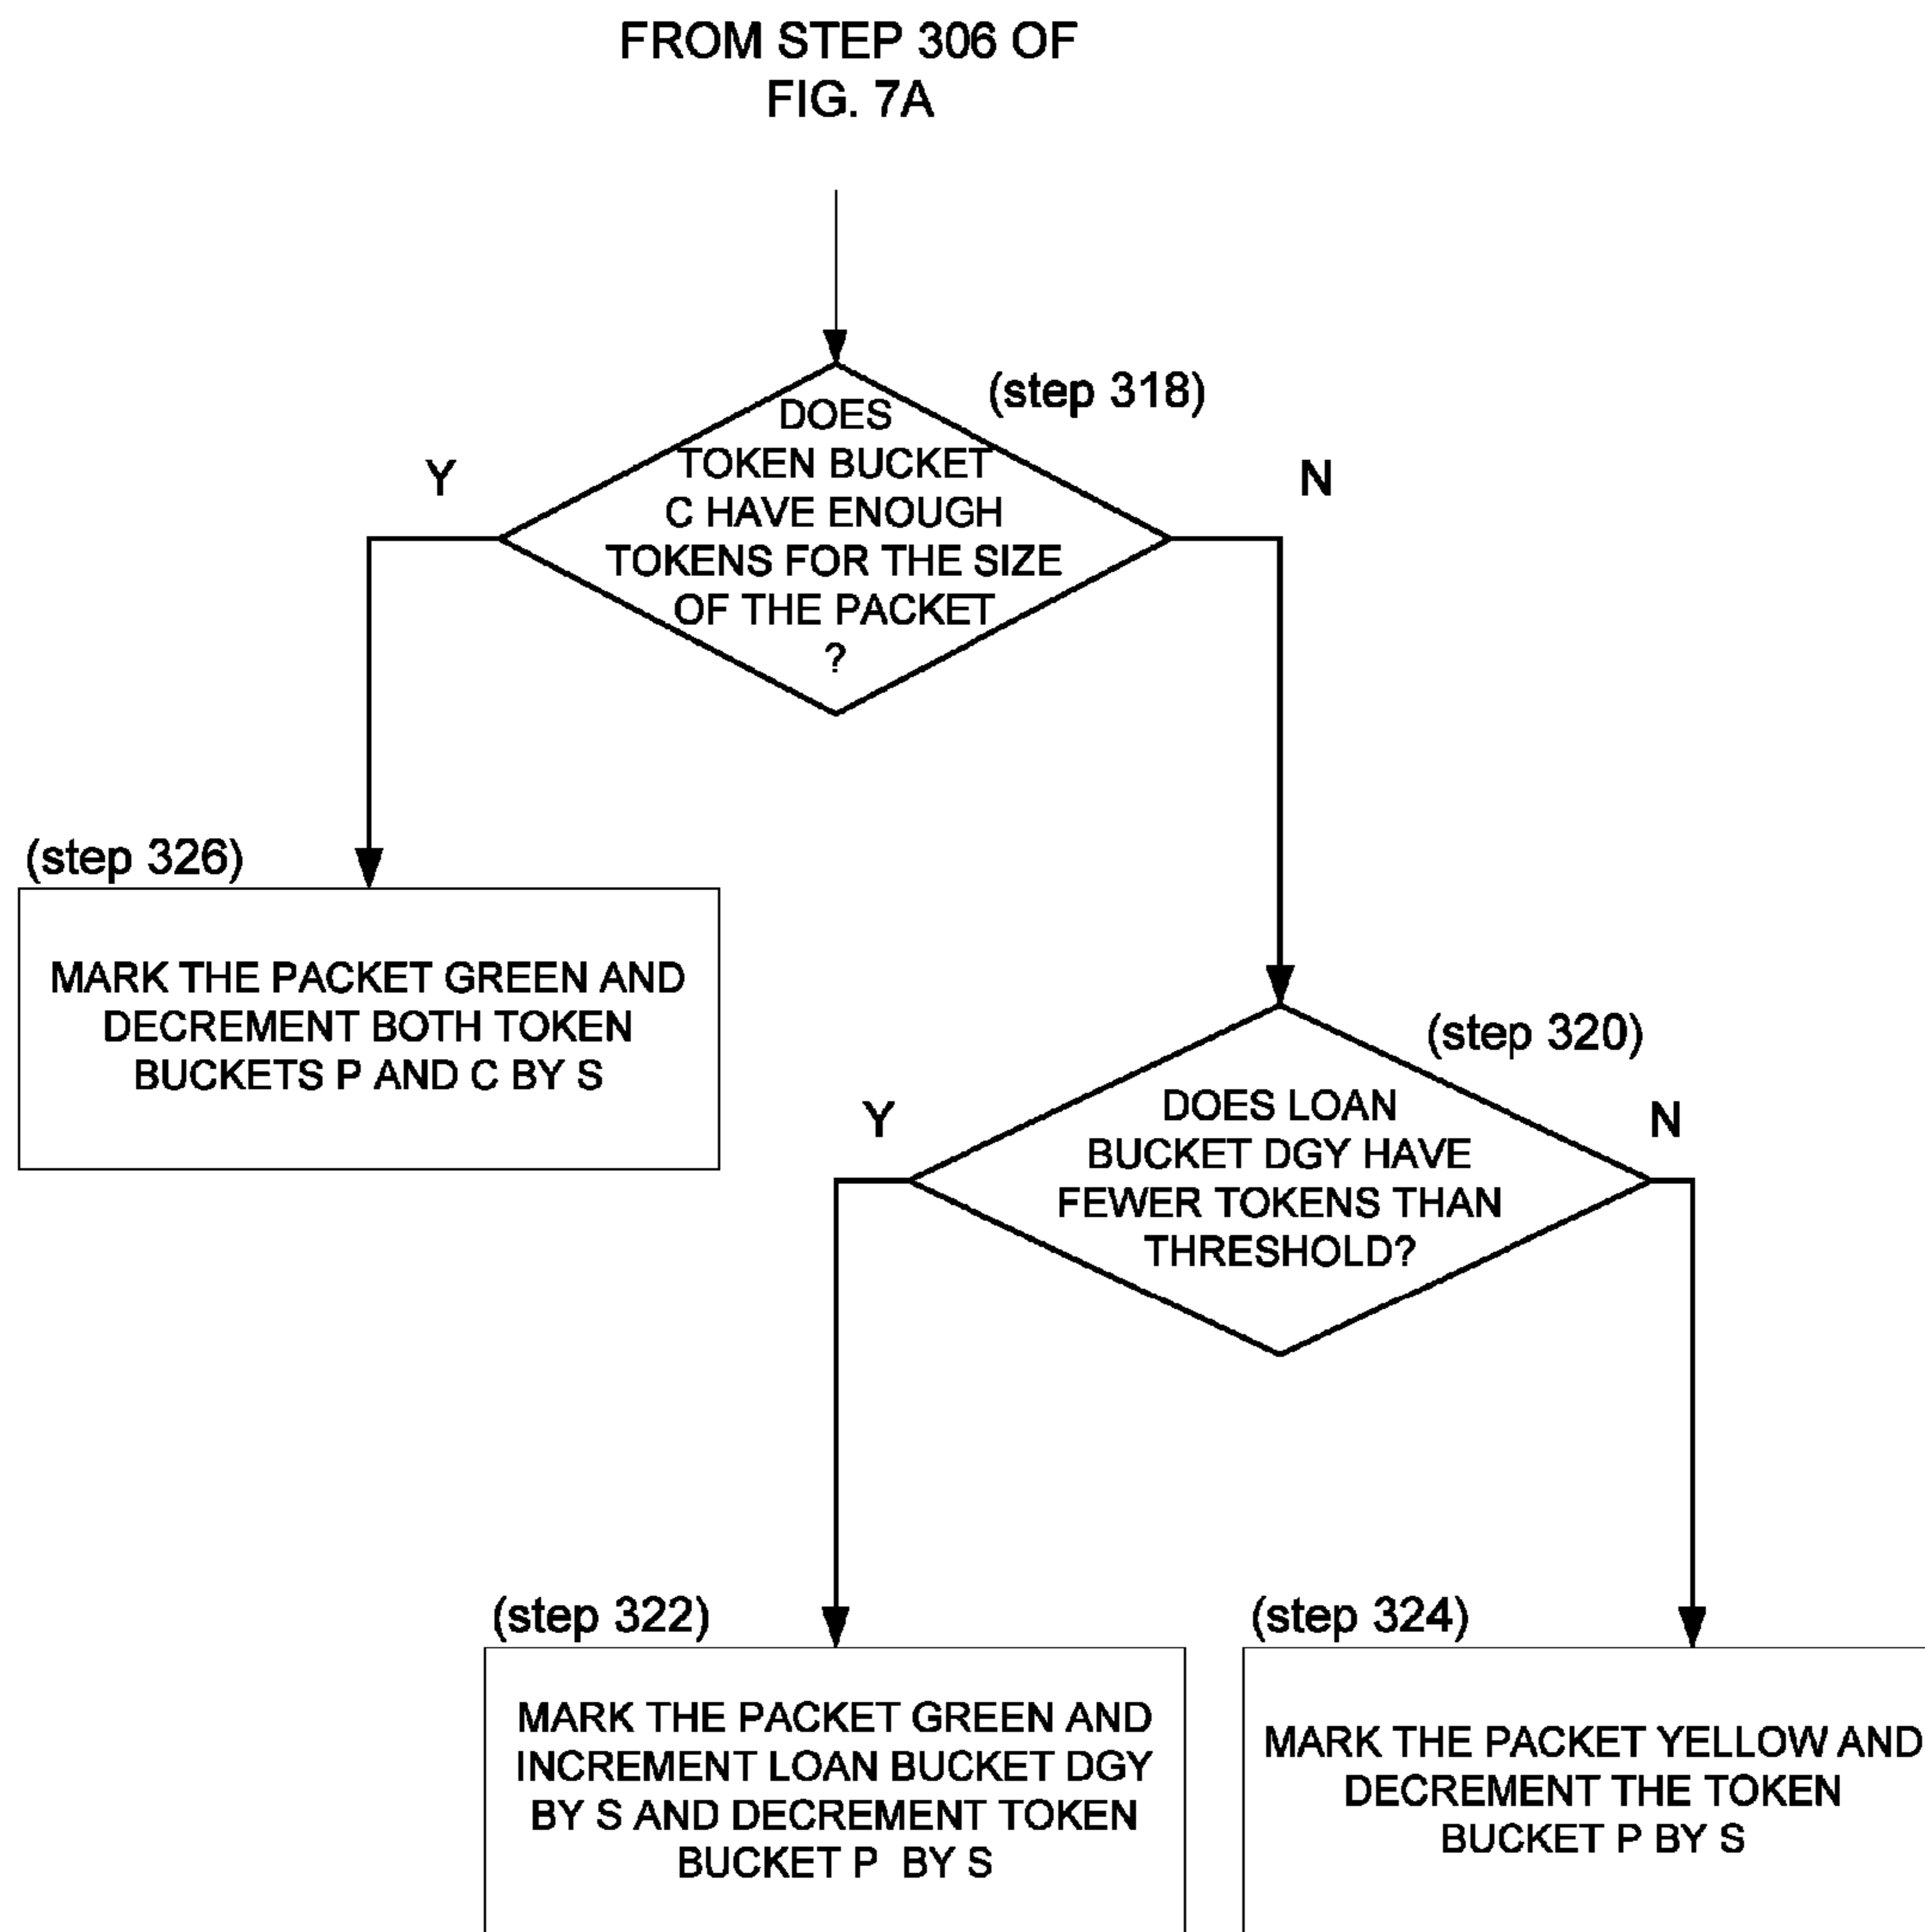 FROM STEP 306 OF
FIG. 7A
(step 318)
DOES
TOKEN BUCKET
C HAVE ENOUGH
TOKENS FOR THE SIZE
OF THE PACKET
?
Y
N
(step 326)
MARK THE PACKET GREEN AND
DECREMENT BOTH TOKEN
BUCKETS P AND C BY S
(step 320)
DOES LOAN
BUCKET DGY HAVE
FEWER TOKENS THAN
THRESHOLD?
Y
N
(step 322)
MARK THE PACKET GREEN AND
INCREMENT LOAN BUCKET DGY
BY S AND DECREMENT TOKEN
BUCKET P BY S
(step 324)
MARK THE PACKET YELLOW AND
DECREMENT THE TOKEN
BUCKET P BY S